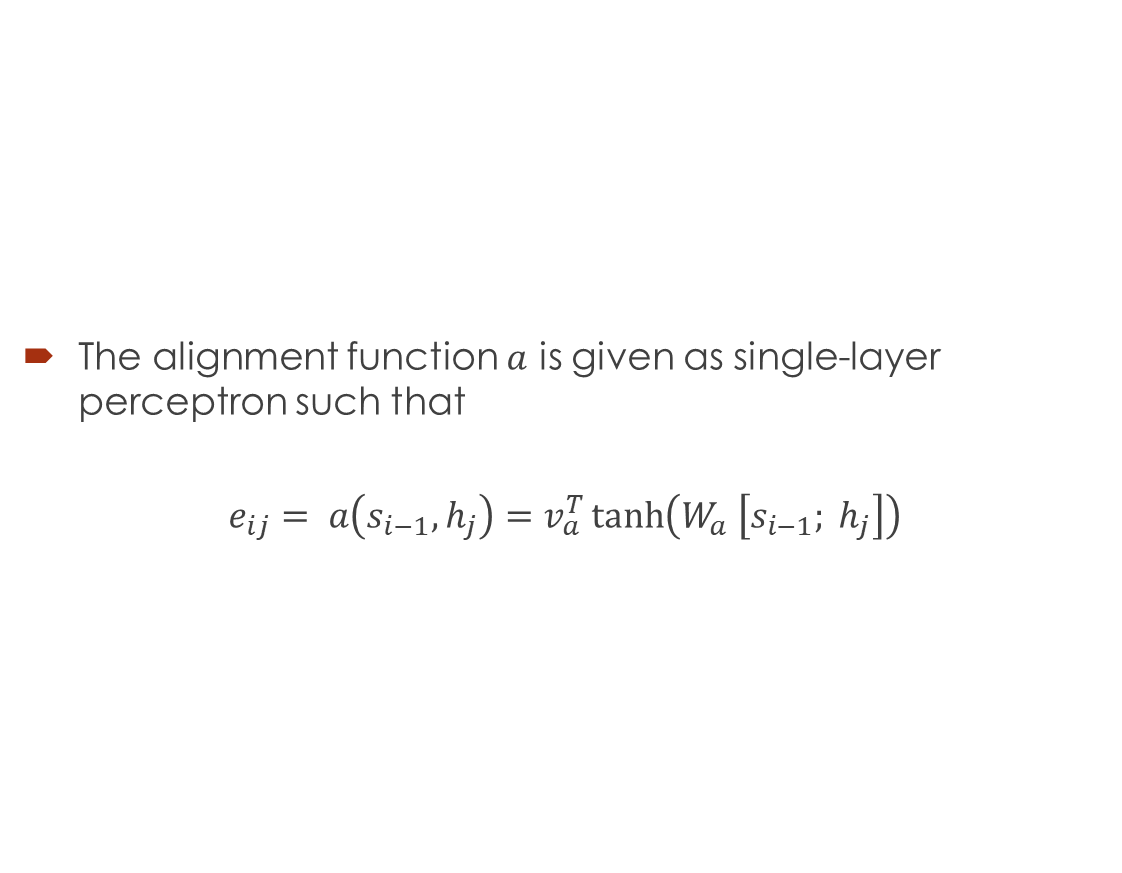 The alignment function 𝑎 is given as single-layer
perceptron such that
𝑒ᵢⱼ = 𝑎(𝑠ᵢ₋₁, ℎⱼ) = 𝑣ₐᵀ tanh(𝑊ₐ [𝑠ᵢ₋₁; ℎⱼ])